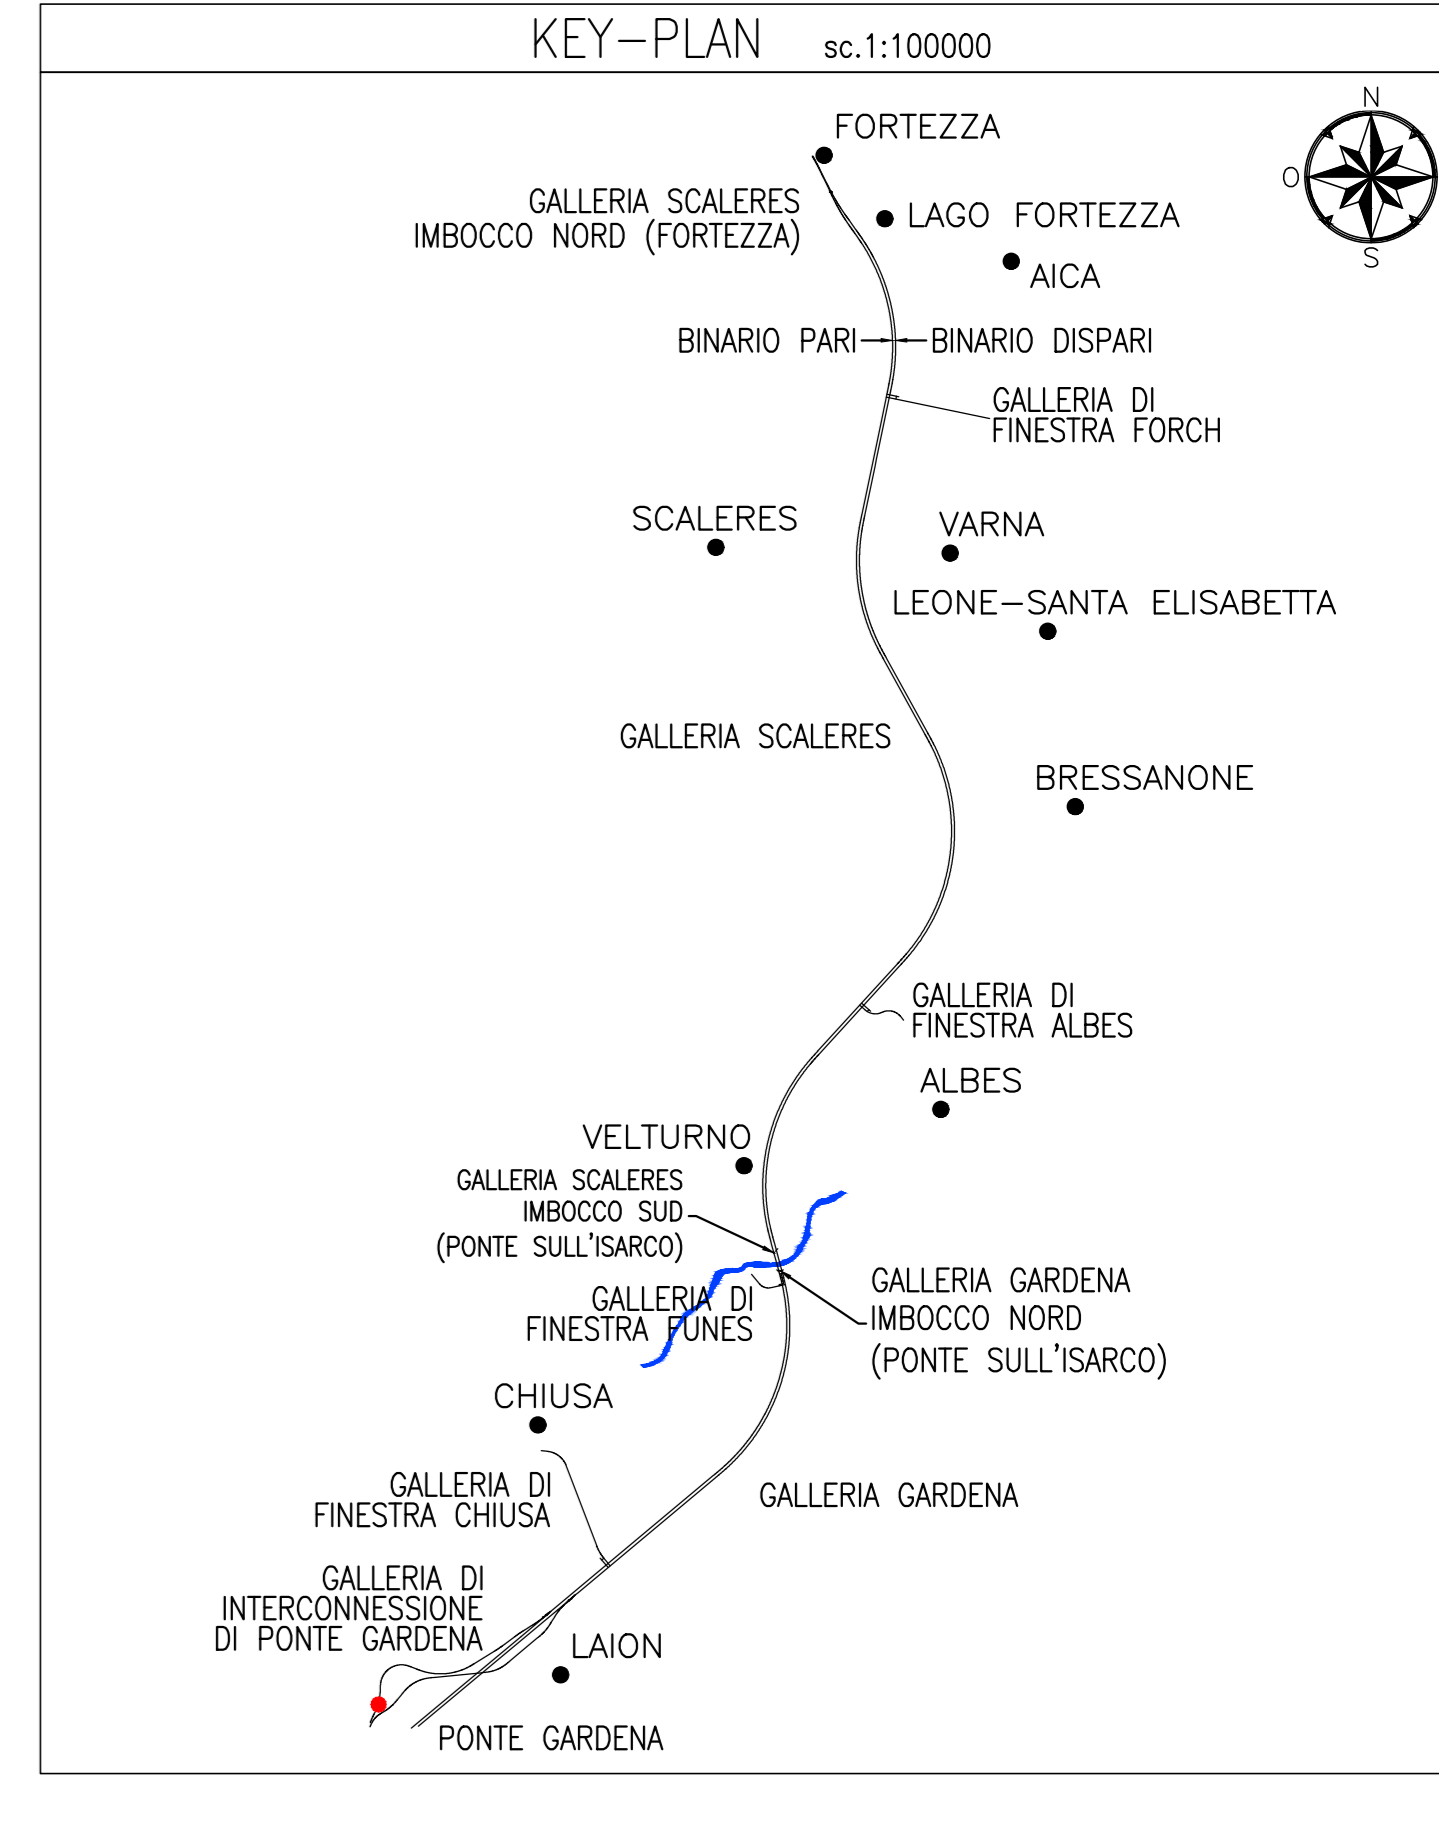 KEY-PLAN sc.1:100000
N
O
S
FORTEZZA
GALLERIA SCALERES
IMBOCCO NORD (FORTEZZA)
LAGO FORTEZZA
AICA
BINARIO PARI
BINARIO DISPARI
GALLERIA DI
FINESTRA FORCH
SCALERES
VARNA
LEONE-SANTA ELISABETTA
GALLERIA SCALERES
BRESSANONE
GALLERIA DI
FINESTRA ALBES
ALBES
VELTURNO
GALLERIA SCALERES
IMBOCCO SUD
(PONTE SULL'ISARCO)
GALLERIA DI
FINESTRA FUNES
GALLERIA GARDENA
IMBOCCO NORD
(PONTE SULL'ISARCO)
CHIUSA
GALLERIA DI
FINESTRA CHIUSA
GALLERIA GARDENA
GALLERIA DI
INTERCONNESSIONE
DI PONTE GARDENA
LAION
PONTE GARDENA